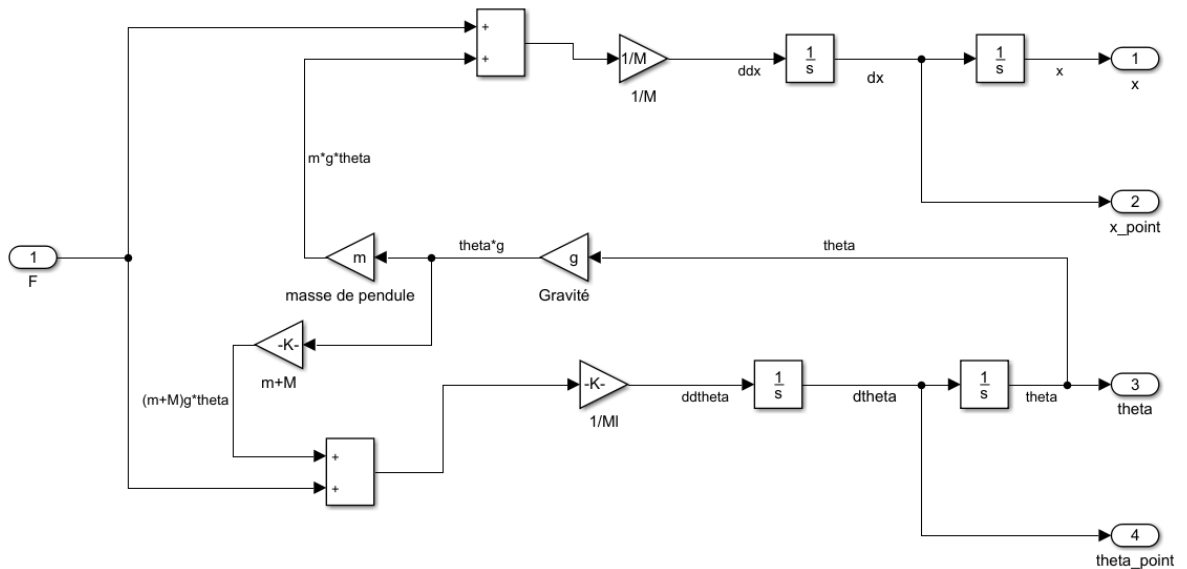 +
+
1/M
1/M
ddx
1
s
dx
1
s
x
1
x
m*g*theta
2
x_point
1
F
m
masse de pendule
theta*g
g
Gravité
theta
-K-
m+M
(m+M)g*theta
-K-
1/Ml
ddtheta
1
s
dtheta
1
s
theta
3
theta
+
+
4
theta_point